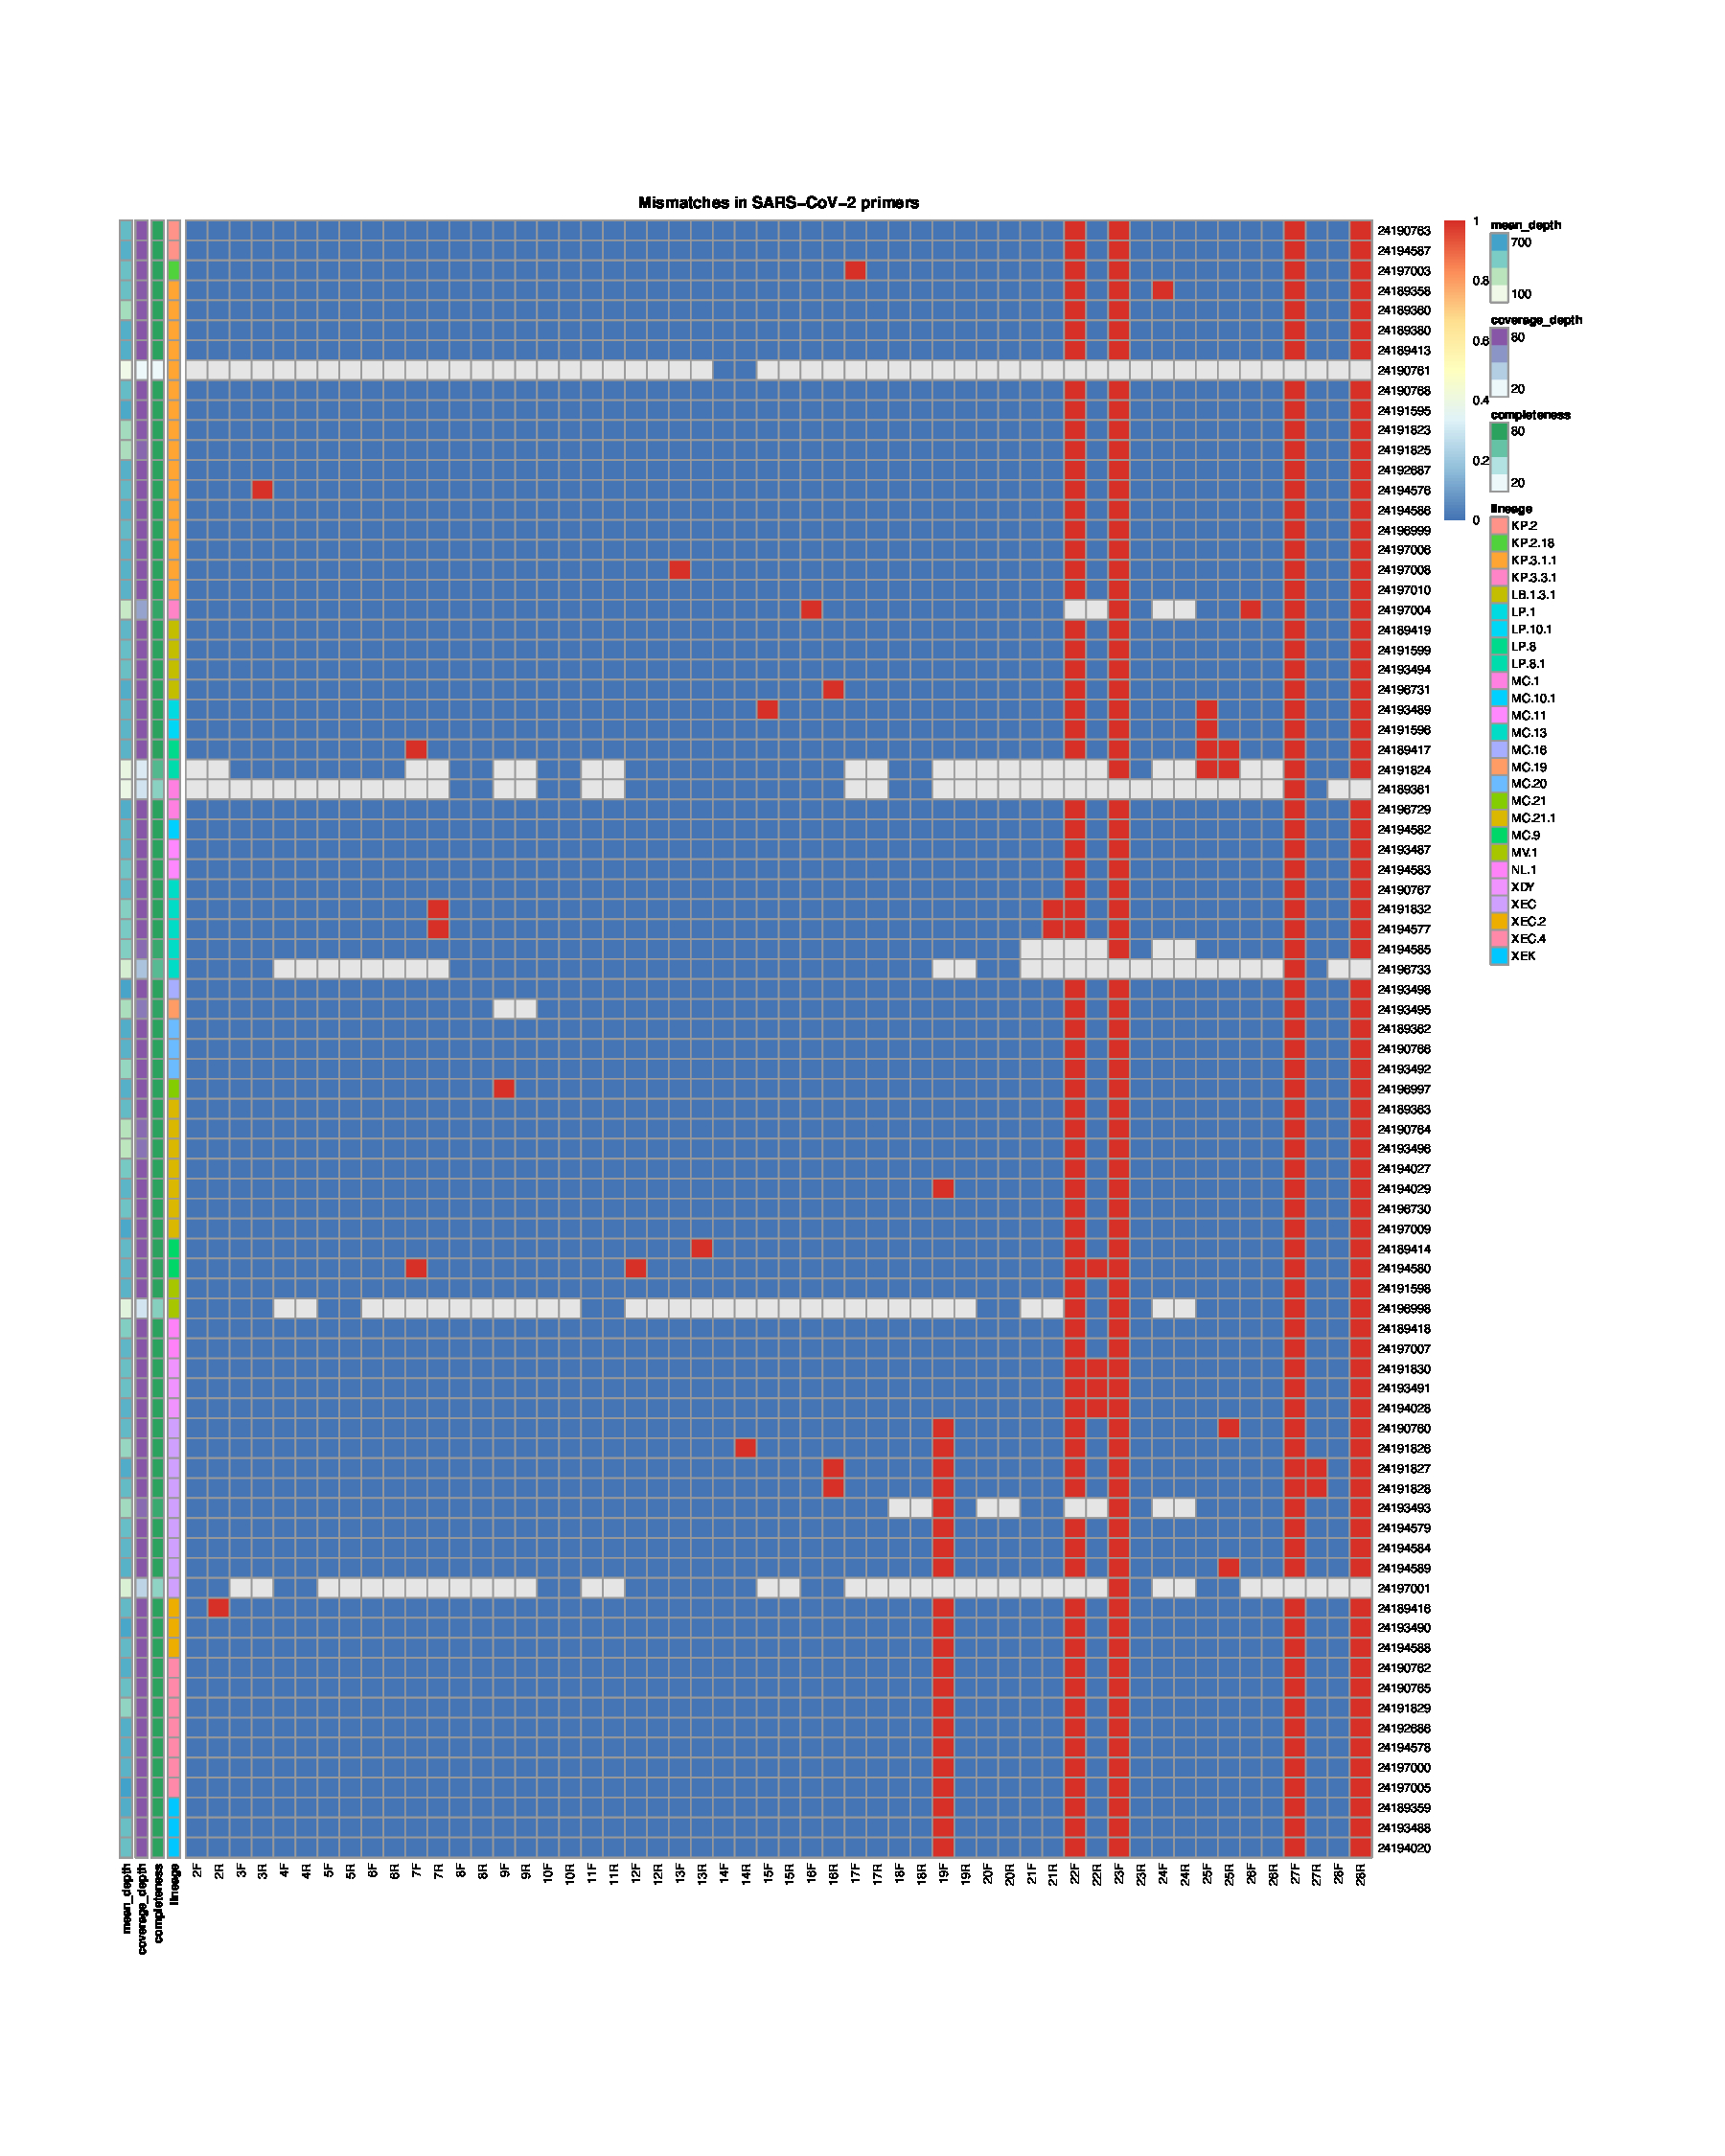 Mismatches in SARS-CoV-2 primers
24190763
24194587
24197003
24189358
24189360
24189380
24189413
24190761
24190768
24191595
24191823
24191825
24192687
24194576
24194586
24196999
24197006
24197008
24197010
24197004
24189419
24191599
24193494
24196731
24193489
24191596
24189417
24191824
24189361
24196729
24194582
24193487
24194583
24190767
24191832
24194577
24194585
24196733
24193498
24193495
24189362
24190766
24193492
24196997
24189363
24190764
24193496
24194027
24194029
24196730
24197009
24189414
24194580
24191598
24196998
24189418
24197007
24191830
24193491
24194028
24190760
24191826
24191827
24191828
24193493
24194579
24194584
24194589
24197001
24189416
24193490
24194588
24190762
24190765
24191829
24192686
24194578
24197000
24197005
24189359
24193488
24194020
1
0.8
0.6
0.4
0.2
0
mean_depth
700
100
coverage_depth
80
20
completeness
80
20
lineage
KP.2
KP.2.18
KP.3.1.1
KP.3.3.1
LB.1.3.1
LP.1
LP.10.1
LP.8
LP.8.1
MC.1
MC.10.1
MC.11
MC.13
MC.16
MC.19
MC.20
MC.21
MC.21.1
MC.9
MV.1
NL.1
XDY
XEC
XEC.2
XEC.4
XEK
mean_depth coverage_depth completeness lineage 2F 2R 3F 3R 4F 4R 5F 5R 6F 6R 7F 7R 8F 8R 9F 9R 10F 10R 11F 11R 12F 12R 13F 13R 14F 14R 15F 15R 16F 16R 17F 17R 18F 18R 19F 19R 20F 20R 21F 21R 22F 22R 23F 23R 24F 24R 25F 25R 26F 26R 27F 27R 28F 28R